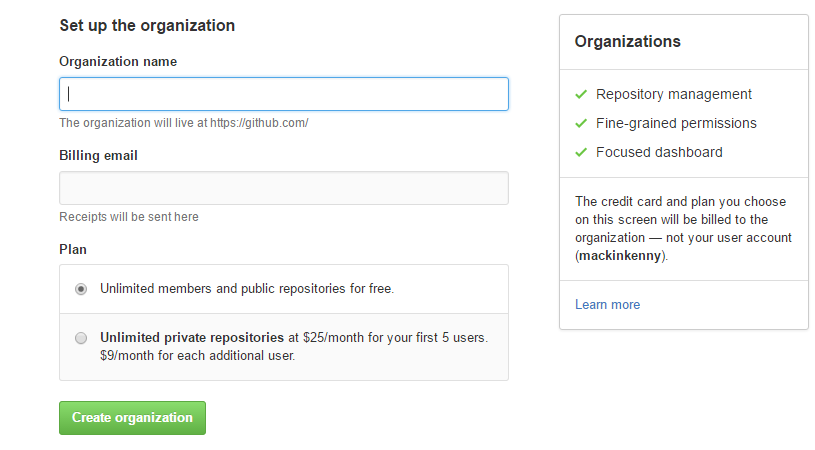 Set up the organization
Organization name
The organization will live at https://github.com/
Billing email
Receipts will be sent here
Plan
Unlimited members and public repositories for free.
Unlimited private repositories at $25/month for your first 5 users.
$9/month for each additional user.
Create organization
Organizations
Repository management
Fine-grained permissions
Focused dashboard
The credit card and plan you choose
on this screen will be billed to the
organization — not your user account
(mackinkenny).
Learn more